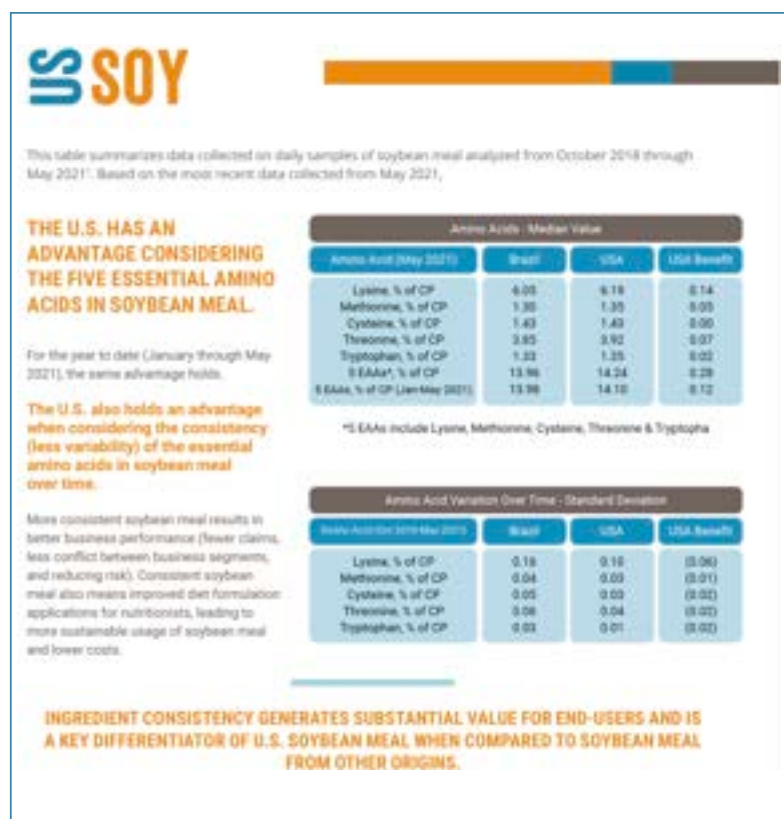 US SOY
This table summarizes data collected on daily samples of soybean meal analyzed from October 2018 through
May 2021¹. Based on the most recent data collected from May 2021,
THE U.S. HAS AN
ADVANTAGE CONSIDERING
THE FIVE ESSENTIAL AMINO
ACIDS IN SOYBEAN MEAL.
For the year to date (January through May
2021), the same advantage holds.
The U.S. also holds an advantage
when considering the consistency
(less variability) of the essential
amino acids in soybean meal
over time.
More consistent soybean meal results in
better business performance (fewer claims,
less conflict between business segments,
and reducing risk). Consistent soybean
meal also means improved diet formulation
applications for nutritionists, leading to
more sustainable usage of soybean meal
and lower costs.
Amino Acids - Median Value
Amino Acid (May 2021) Brazil USA USA Benefit
Lysine, % of CP 6.05 6.19 0.14
Methionine, % of CP 1.30 1.35 0.05
Cysteine, % of CP 1.43 1.43 0.00
Threonine, % of CP 3.85 3.92 0.07
Tryptophan, % of CP 1.33 1.35 0.02
5 EAAs*, % of CP 13.96 14.24 0.28
5 EAAs, % of CP (Jan-May 2021) 13.98 14.10 0.12
*5 EAAs include Lysine, Methionine, Cysteine, Threonine & Tryptopha
Amino Acid Variation Over Time - Standard Deviation
Brazil USA USA Benefit
Lysine, % of CP 0.16 0.10 (0.06)
Methionine, % of CP 0.04 0.03 (0.01)
Cysteine, % of CP 0.05 0.03 (0.02)
Threonine, % of CP 0.06 0.04 (0.02)
Tryptophan, % of CP 0.03 0.01 (0.02)
INGREDIENT CONSISTENCY GENERATES SUBSTANTIAL VALUE FOR END-USERS AND IS
A KEY DIFFERENTIATOR OF U.S. SOYBEAN MEAL WHEN COMPARED TO SOYBEAN MEAL
FROM OTHER ORIGINS.